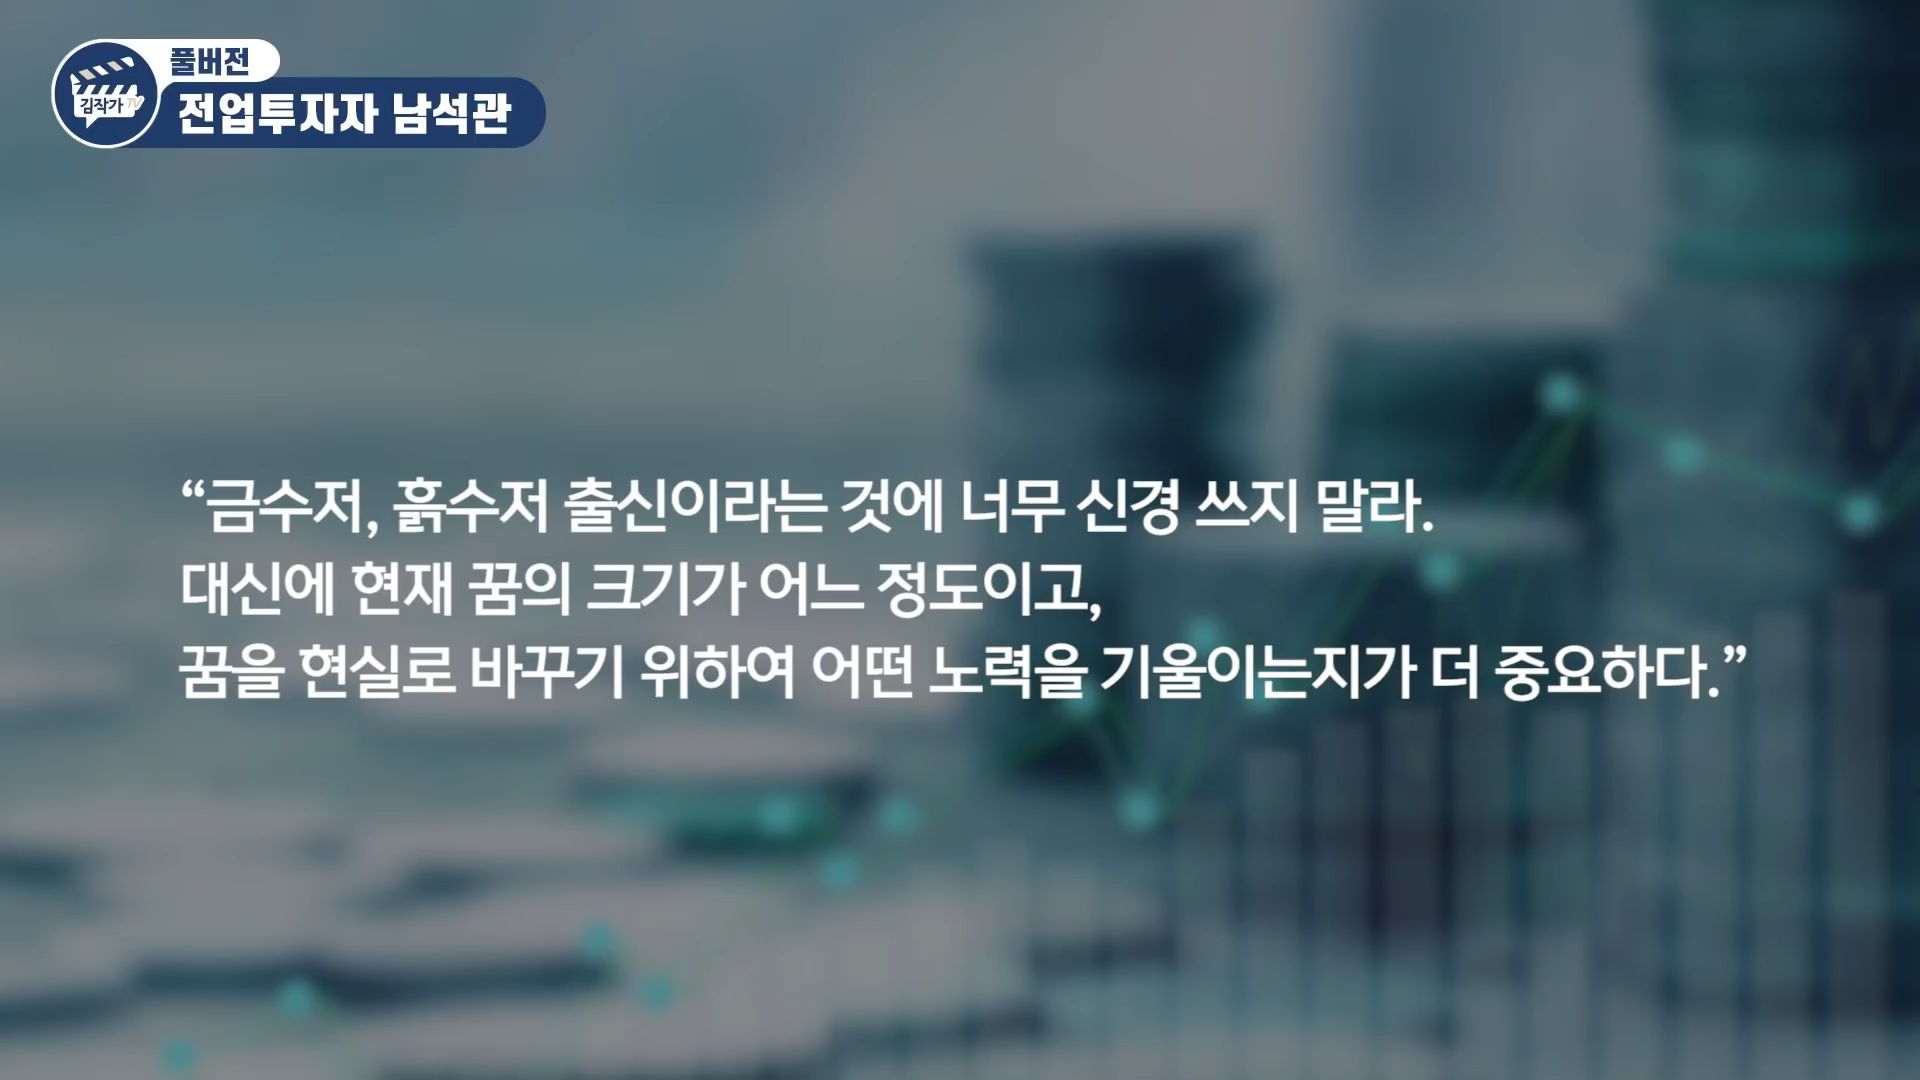 풀버전
김작가TV
전업투자자 남석관
“금수저, 흙수저 출신이라는 것에 너무 신경 쓰지 말라.
대신에 현재 꿈의 크기가 어느 정도이고,
꿈을 현실로 바꾸기 위하여 어떤 노력을 기울이는지가 더 중요하다.”